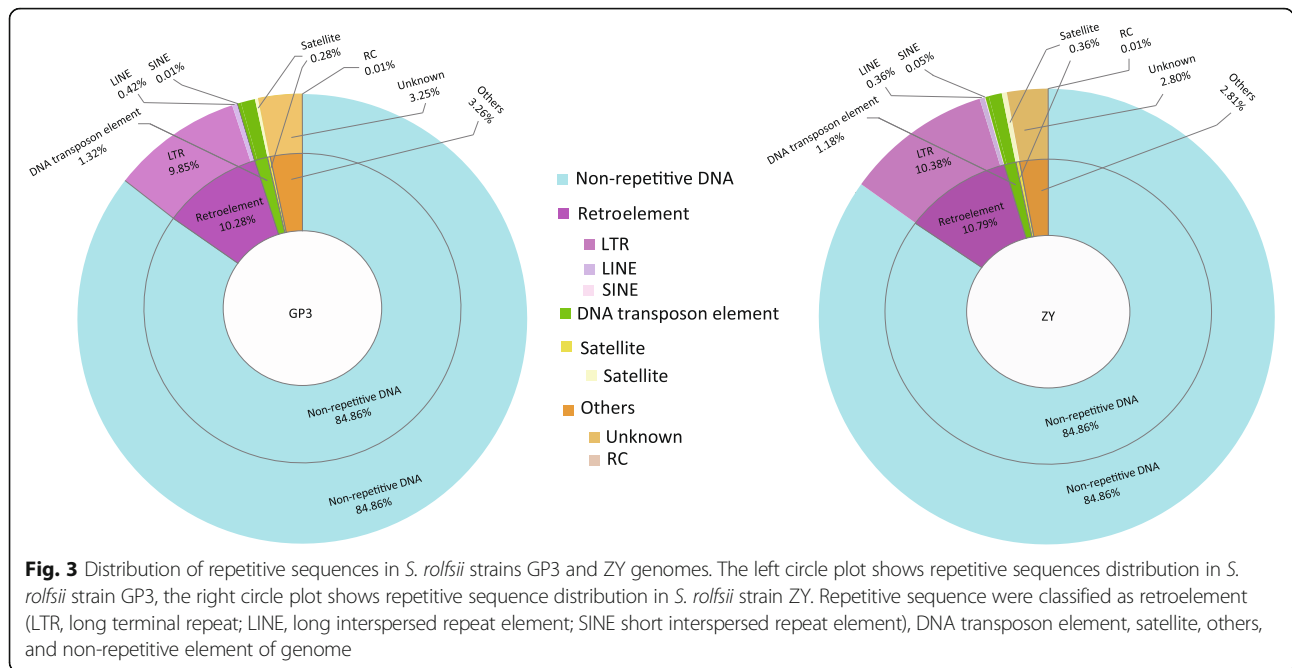 LINE
0.42%
SINE
0.01%
Satellite
0.28%
RC
0.01%
Unknown
3.25%
Others
3.26%
DNA transposon element
1.32%
LTR
9.85%
Retroelement
10.28%
GP3
Non-repetitive DNA
84.86%
Non-repetitive DNA
84.86%
Non-repetitive DNA
Retroelement
LTR
LINE
SINE
DNA transposon element
Satellite
Satellite
Others
Unknown
RC
LINE
0.36%
SINE
0.05%
Satellite
0.36%
RC
0.01%
Unknown
2.80%
Others
2.81%
DNA transposon element
1.18%
LTR
10.38%
Retroelement
10.79%
ZY
Non-repetitive DNA
84.86%
Non-repetitive DNA
84.86%
Fig. 3 Distribution of repetitive sequences in S. rolfsii strains GP3 and ZY genomes. The left circle plot shows repetitive sequences distribution in S.
rolfsii strain GP3, the right circle plot shows repetitive sequence distribution in S. rolfsii strain ZY. Repetitive sequence were classified as retroelement
(LTR, long terminal repeat; LINE, long interspersed repeat element; SINE short interspersed repeat element), DNA transposon element, satellite, others,
and non-repetitive element of genome